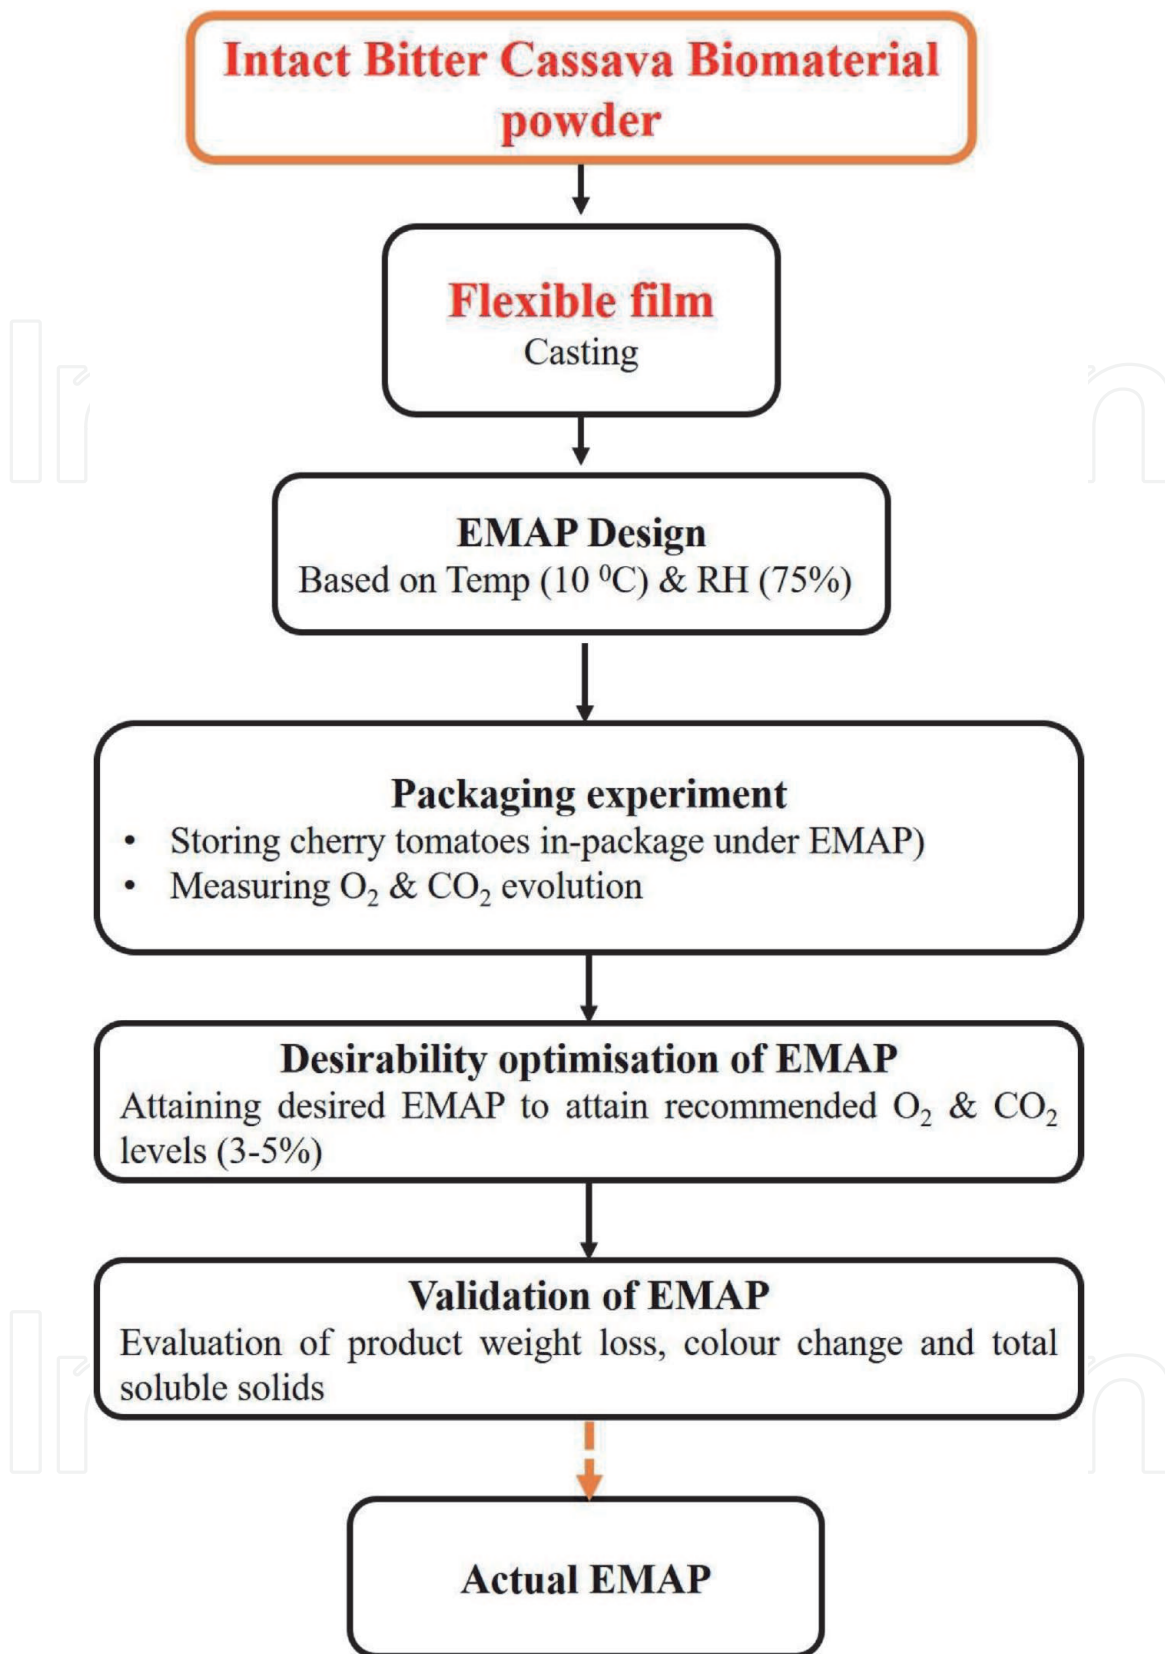 Intact Bitter Cassava Biomaterial
powder
Flexible film
Casting
EMAP Design
Based on Temp (10 ⁰C) & RH (75%)
Packaging experiment
• Storing cherry tomatoes in-package under EMAP)
• Measuring O₂ & CO₂ evolution
Desirability optimisation of EMAP
Attaining desired EMAP to attain recommended O₂ & CO₂
levels (3-5%)
Validation of EMAP
Evaluation of product weight loss, colour change and total
soluble solids
Actual EMAP